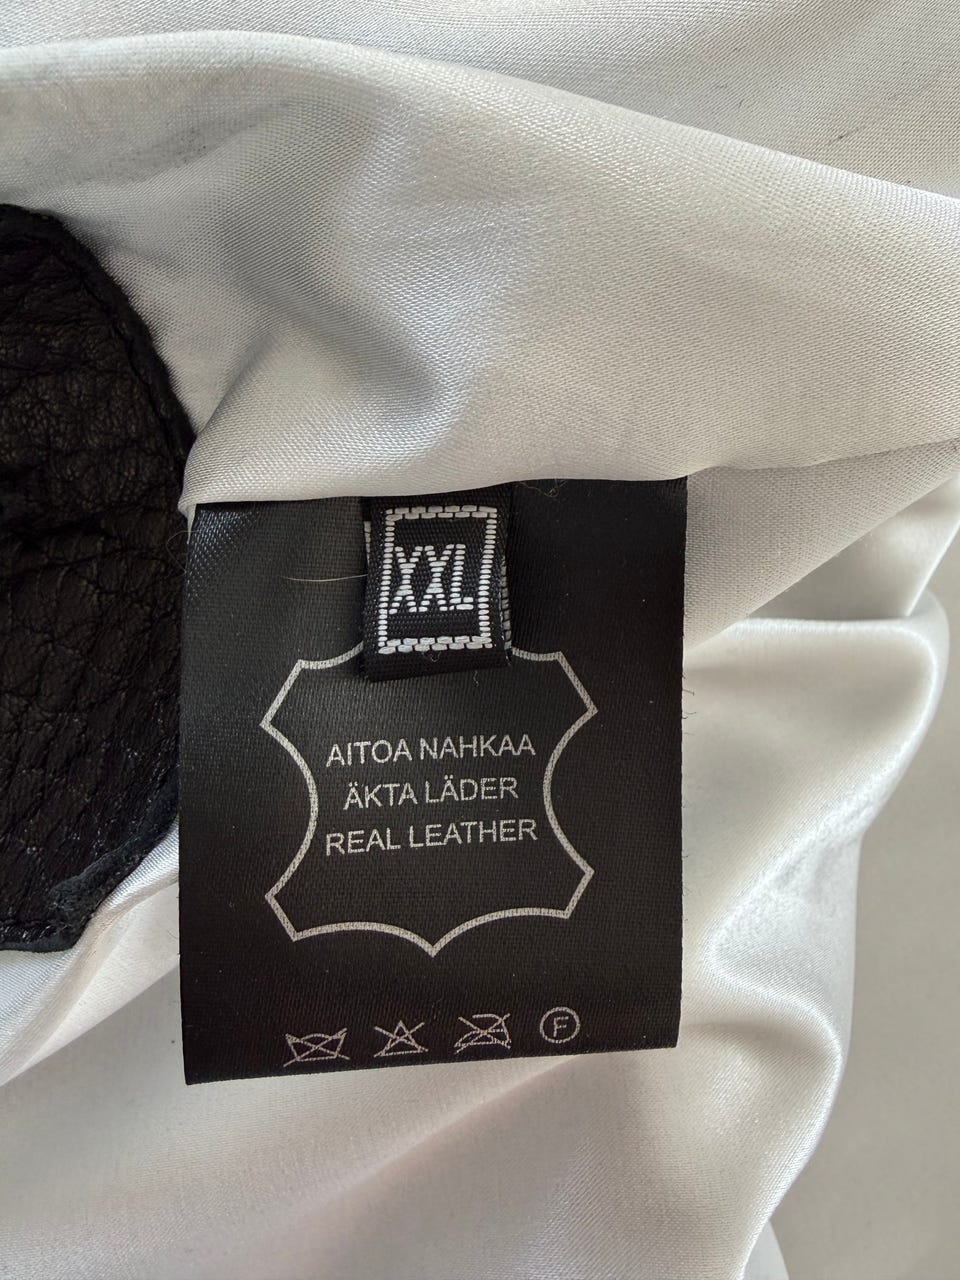 XXL
AITOA NAHKAA
ÄKTA LÄDER
REAL LEATHER
F